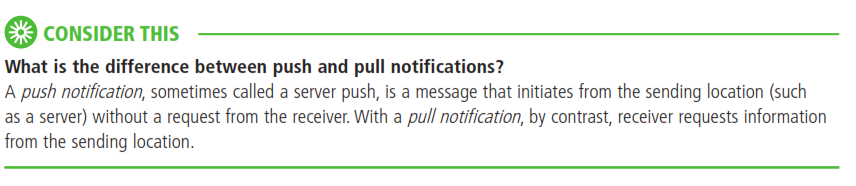 CONSIDER THIS
What is the difference between push and pull notifications?
A push notification, sometimes called a server push, is a message that initiates from the sending location (such
as a server) without a request from the receiver. With a pull notification, by contrast, receiver requests information
from the sending location.